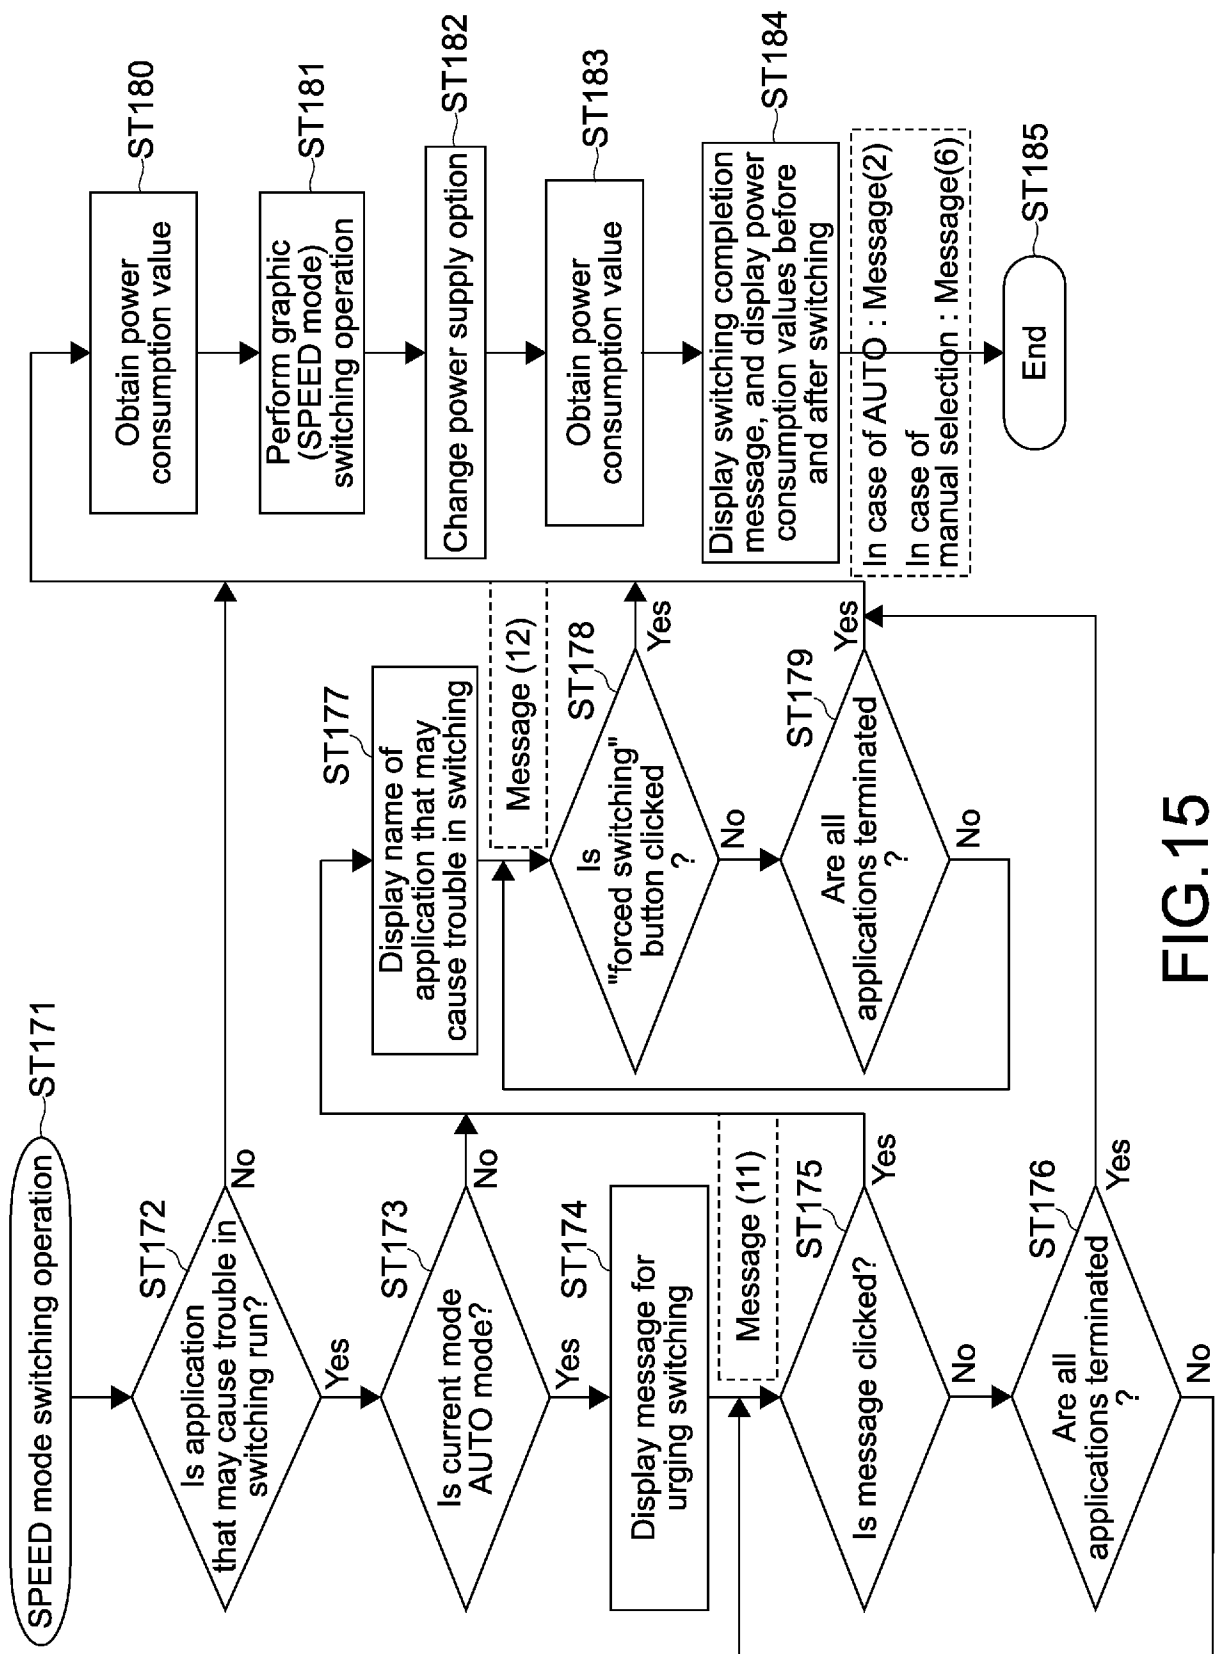 SPEED mode switching operation
ST171
Is application
that may cause trouble in
switching run?
ST172
No
Yes
Is current mode
AUTO mode?
ST173
No
Yes
Display message for
urging switching
ST174
Message (11)
Is message clicked?
ST175
Yes
No
Are all
applications terminated
?
ST176
Yes
No
Display name of
application that may
cause trouble in switching
ST177
Message (12)
Is
"forced switching"
button clicked
?
ST178
Yes
No
Are all
applications terminated
?
ST179
Yes
No
Obtain power
consumption value
ST180
Perform graphic
(SPEED mode)
switching operation
ST181
Change power supply option
ST182
Obtain power
consumption value
ST183
Display switching completion
message, and display power
consumption values before
and after switching
ST184
In case of AUTO : Message(2)
In case of
manual selection : Message(6)
End
ST185
FIG.15